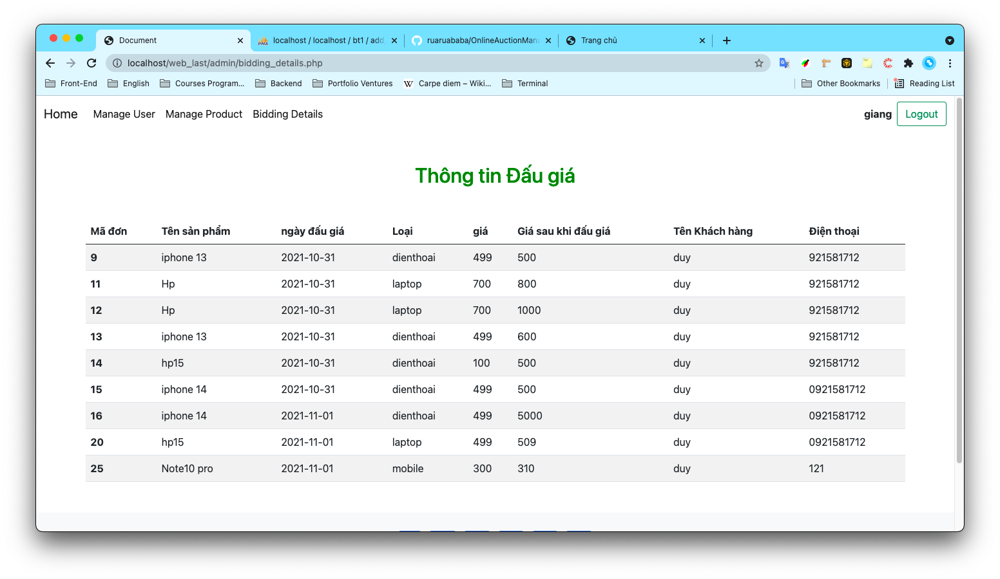 Document
localhost / localhost / bt1 / add
ruaruababa/OnlineAuctionMana
Trang chủ
localhost/web_last/admin/bidding_details.php
Front-End English Courses Program... Backend Portfolio Ventures W Carpe diem – Wiki... Terminal Other Bookmarks Reading List
Home Manage User Manage Product Bidding Details giang Logout
Thông tin Đấu giá
Mã đơn Tên sản phẩm ngày đấu giá Loại giá Giá sau khi đấu giá Tên Khách hàng Điện thoại
9 iphone 13 2021-10-31 dienthoai 499 500 duy 921581712
11 Hp 2021-10-31 laptop 700 800 duy 921581712
12 Hp 2021-10-31 laptop 700 1000 duy 921581712
13 iphone 13 2021-10-31 dienthoai 499 600 duy 921581712
14 hp15 2021-10-31 dienthoai 100 500 duy 921581712
15 iphone 14 2021-10-31 dienthoai 499 500 duy 0921581712
16 iphone 14 2021-11-01 dienthoai 499 5000 duy 0921581712
20 hp15 2021-11-01 laptop 499 509 duy 0921581712
25 Note10 pro 2021-11-01 mobile 300 310 duy 121